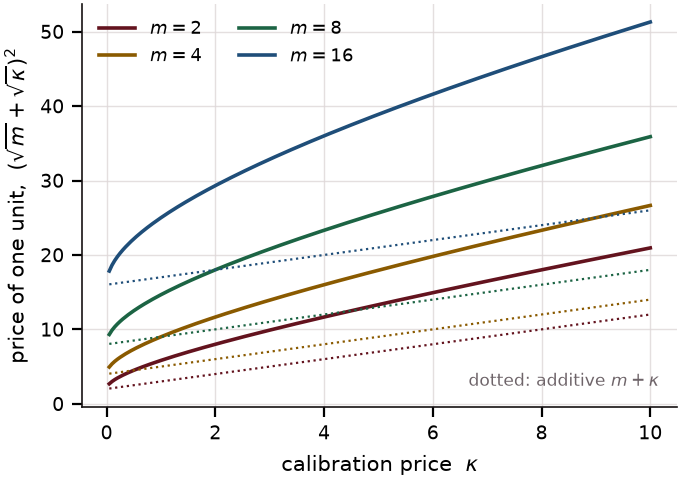 m = 2
m = 8
m = 4
m = 16
price of one unit, (√m + √κ)²
50
40
30
20
10
0
dotted: additive m + κ
0 2 4 6 8 10
calibration price κ